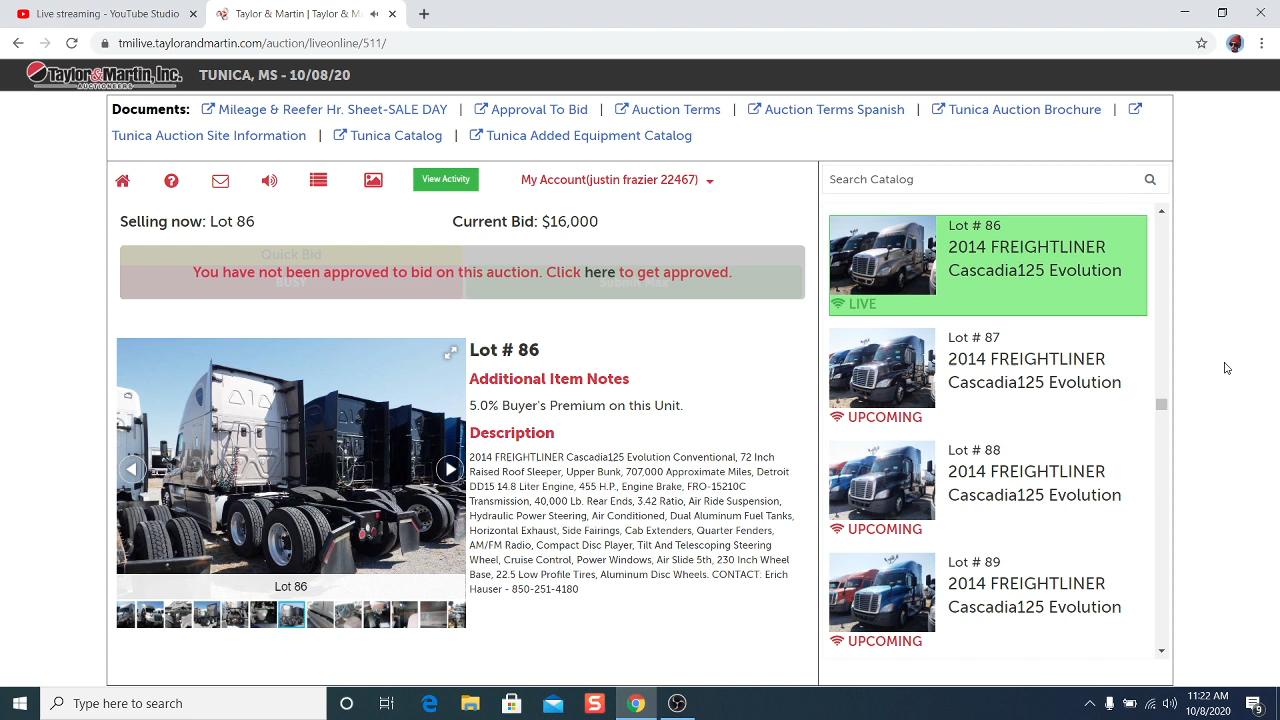 Live streaming - YouTube Studio
Taylor & Martin | Taylor & M
tmilive.taylorandmartin.com/auction/liveonline/511/
Taylor & Martin, Inc.
AUCTIONEERS
TUNICA, MS - 10/08/20
Documents: Mileage & Reefer Hr. Sheet-SALE DAY | Approval To Bid | Auction Terms | Auction Terms Spanish | Tunica Auction Brochure |
Tunica Auction Site Information | Tunica Catalog | Tunica Added Equipment Catalog
View Activity
My Account(justin frazier 22467)
Selling now: Lot 86
Current Bid: $16,000
Quick Bid
You have not been approved to bid on this auction. Click here to get approved.
BUSY
Submit Max
Lot 86
Lot # 86
Additional Item Notes
5.0% Buyer's Premium on this Unit.
Description
2014 FREIGHTLINER Cascadia125 Evolution Conventional, 72 Inch
Raised Roof Sleeper, Upper Bunk, 707,000 Approximate Miles, Detroit
DD15 14.8 Liter Engine, 455 H.P., Engine Brake, FRO-15210C
Transmission, 40,000 Lb. Rear Ends, 3.42 Ratio, Air Ride Suspension,
Hydraulic Power Steering, Air Conditioned, Dual Aluminum Fuel Tanks,
Horizontal Exhaust, Side Fairings, Cab Extenders, Quarter Fenders,
AM/FM Radio, Compact Disc Player, Tilt And Telescoping Steering
Wheel, Cruise Control, Power Windows, Air Slide 5th, 230 Inch Wheel
Base, 22.5 Low Profile Tires, Aluminum Disc Wheels. CONTACT: Erich
Hauser - 850-251-4180
Search Catalog
Lot # 86
2014 FREIGHTLINER
Cascadia125 Evolution
LIVE
Lot # 87
2014 FREIGHTLINER
Cascadia125 Evolution
UPCOMING
Lot # 88
2014 FREIGHTLINER
Cascadia125 Evolution
UPCOMING
Lot # 89
2014 FREIGHTLINER
Cascadia125 Evolution
UPCOMING
Type here to search
S
11:22 AM
10/8/2020
9